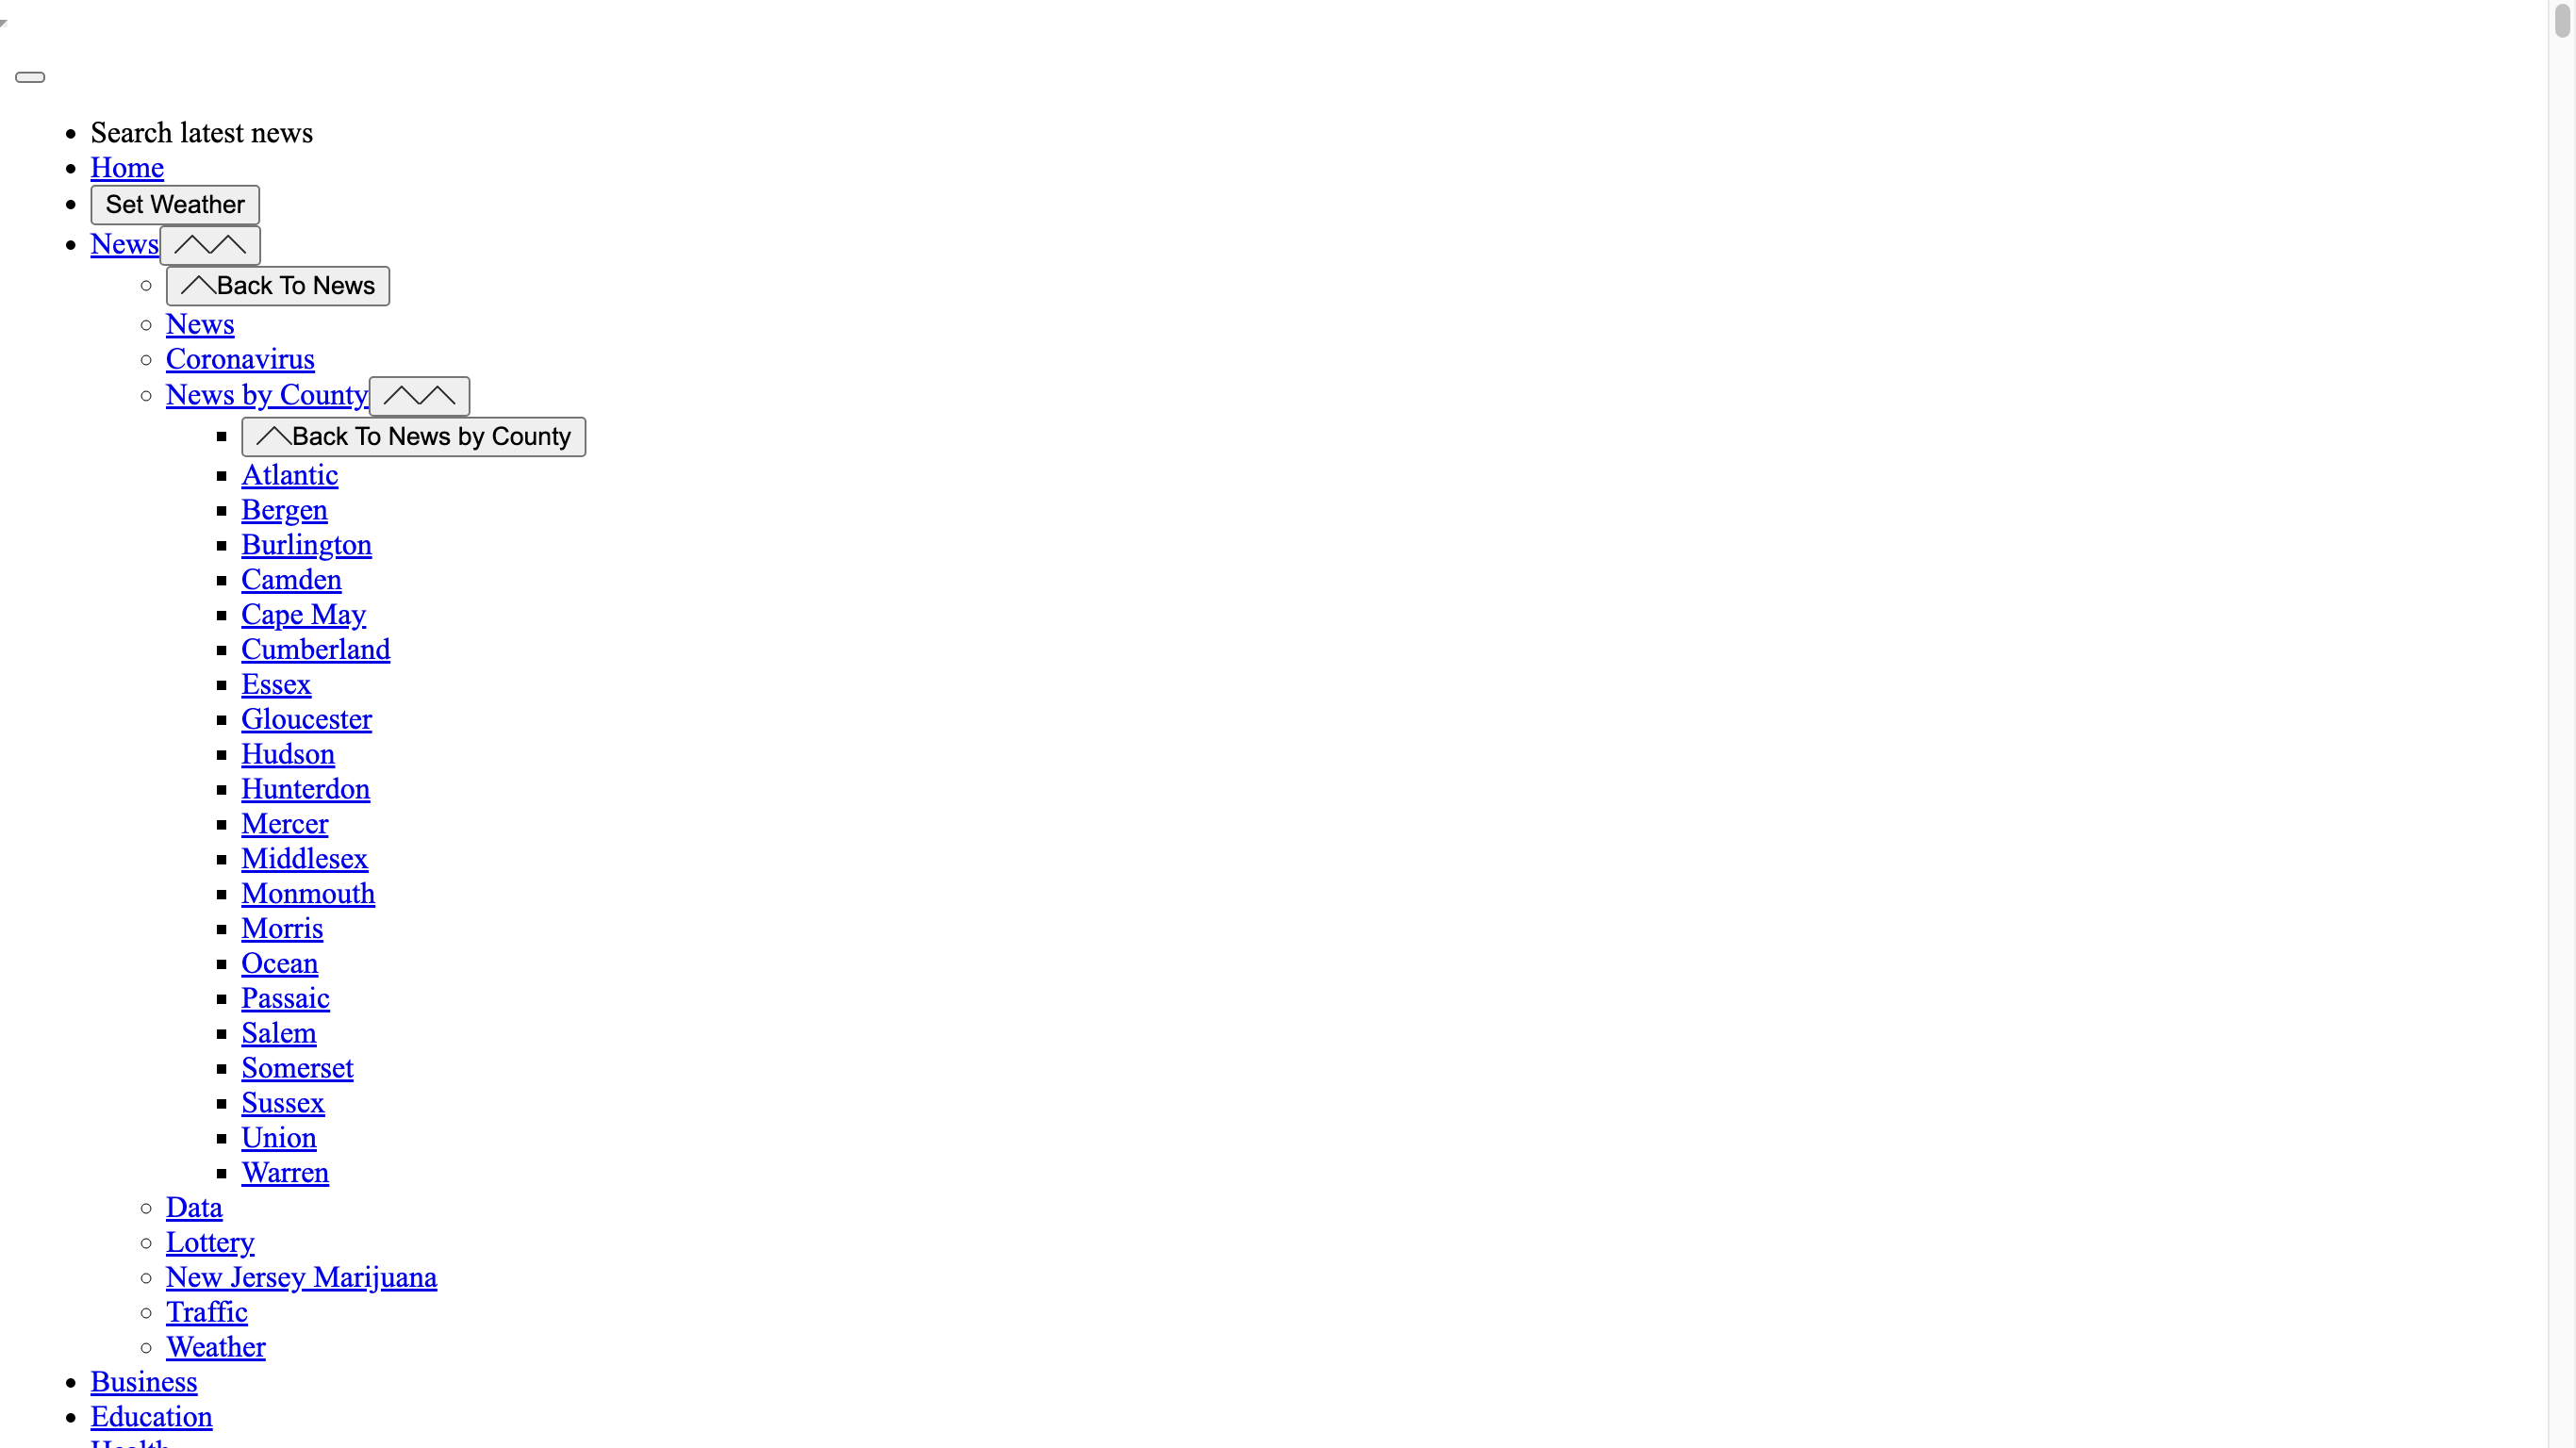 Search latest news
Home
Set Weather
News
Back To News
News
Coronavirus
News by County
Back To News by County
Atlantic
Bergen
Burlington
Camden
Cape May
Cumberland
Essex
Gloucester
Hudson
Hunterdon
Mercer
Middlesex
Monmouth
Morris
Ocean
Passaic
Salem
Somerset
Sussex
Union
Warren
Data
Lottery
New Jersey Marijuana
Traffic
Weather
Business
Education